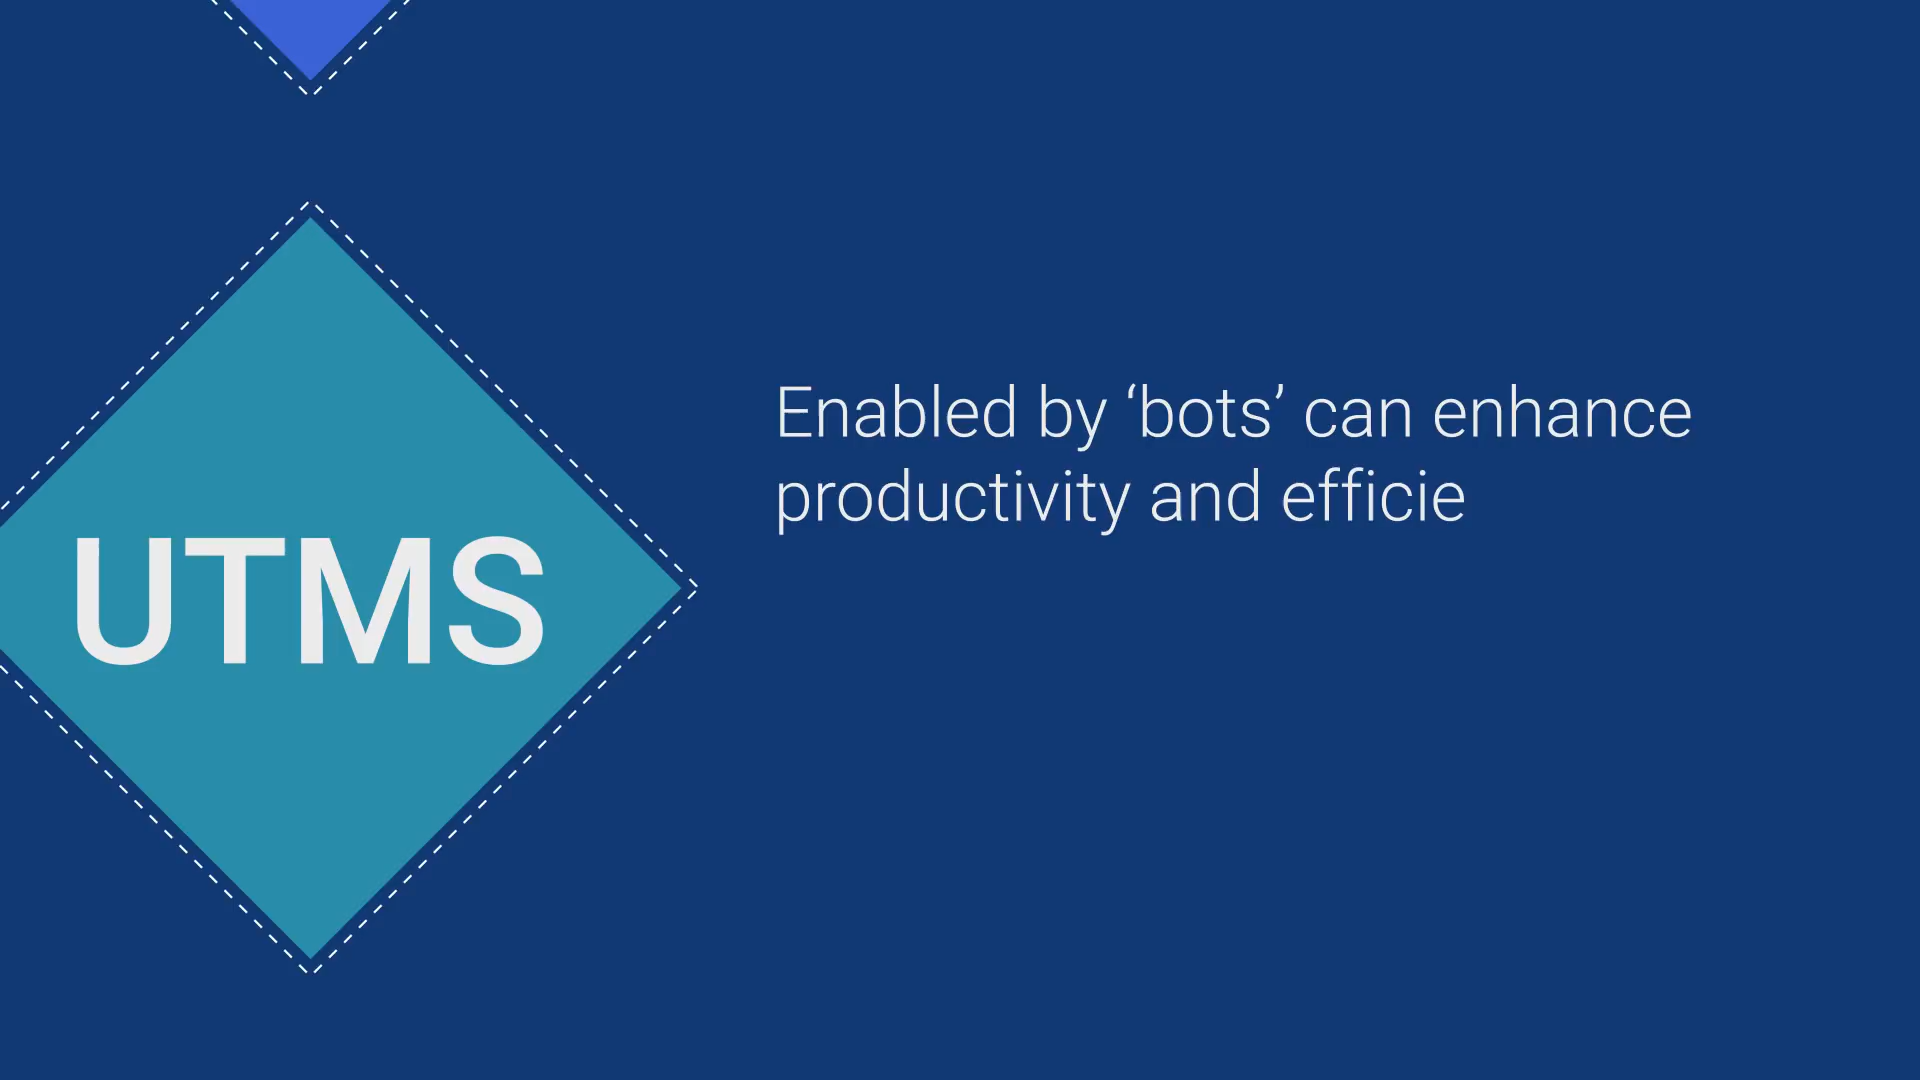 UTMS
Enabled by ‘bots’ can enhance
productivity and efficie